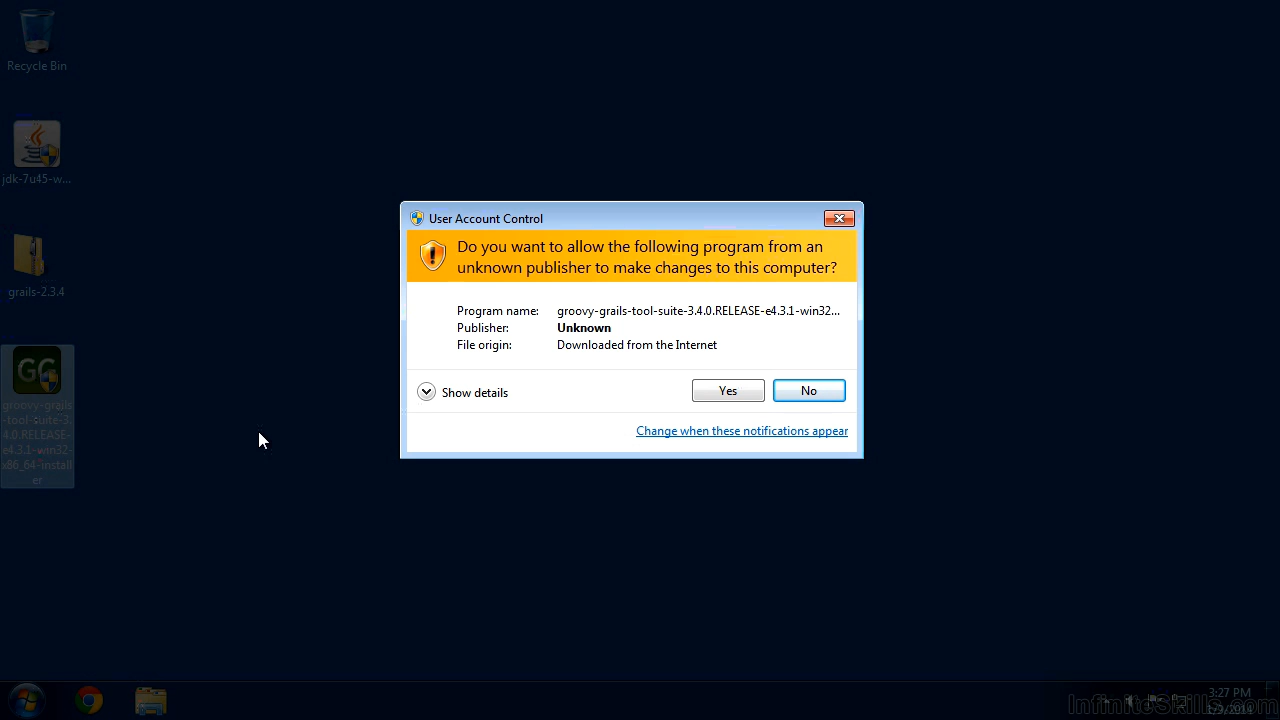 Recycle Bin
jdk-7u45-w...
grails-2.3.4
GG
groovy-grails
-tool-suite-3.
4.0.RELEASE-
e4.3.1-win32-
x86_64-install
er
User Account Control
Do you want to allow the following program from an
unknown publisher to make changes to this computer?
Program name: groovy-grails-tool-suite-3.4.0.RELEASE-e4.3.1-win32...
Publisher: Unknown
File origin: Downloaded from the Internet
Show details
Yes
No
Change when these notifications appear
3:27 PM
InfiniteSkills.com